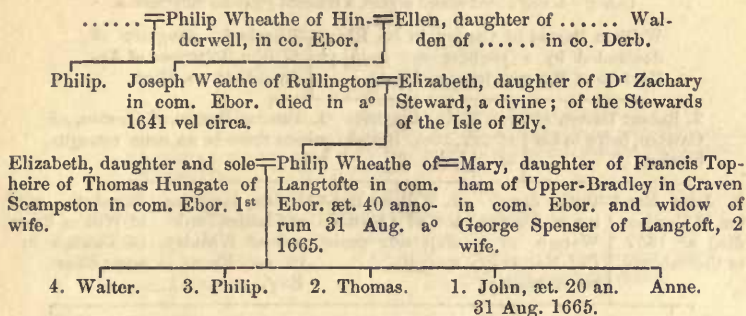 ...... Philip Wheathe of Hin- Ellen, daughter of ...... Wal-
derwell, in co. Ebor. den of ...... in co. Derb.
Philip. Joseph Weathe of Rullington Elizabeth, daughter of Dr Zachary
in com. Ebor. died in ao Steward, a divine; of the Stewards
1641 vel circa. of the Isle of Ely.
Elizabeth, daughter and sole Philip Wheathe of Mary, daughter of Francis Top-
heire of Thomas Hungate of Langtofte in com. ham of Upper-Bradley in Craven
Scampston in com. Ebor. 1st Ebor. æt. 40 anno- in com. Ebor. and widow of
wife. rum 31 Aug. ao George Spenser of Langtoft, 2
1665. wife.
4. Walter. 3. Philip. 2. Thomas. 1. John, æt. 20 an. Anne.
31 Aug. 1665.